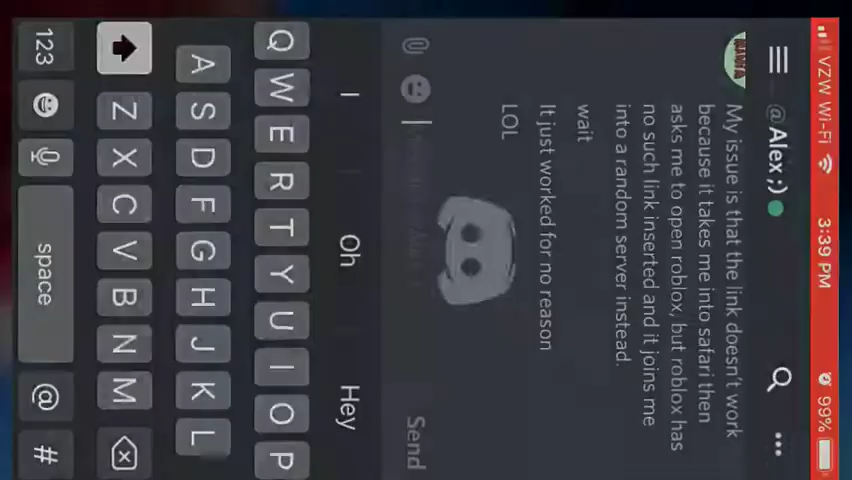 VZW Wi-Fi 3:39 PM 99%
@Alex ;)
My issue is that the link doesn't work
because it takes me into safari then
asks me to open roblox, but roblox has
no such link inserted and it joins me
into a random server instead.
wait
It just worked for no reason
LOL
Send
I Oh Hey
Q W E R T Y U I O P
A S D F G H J K L
Z X C V B N M
123 space @ #